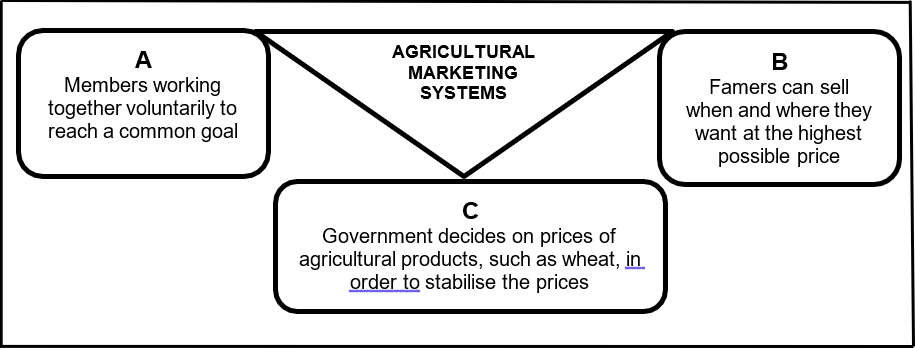 AGRICULTURAL
MARKETING
SYSTEMS
A
Members working
together voluntarily to
reach a common goal
B
Famers can sell
when and where they
want at the highest
possible price
C
Government decides on prices of
agricultural products, such as wheat, in
order to stabilise the prices